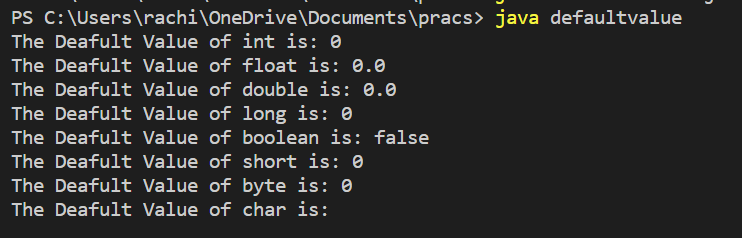 PS C:\Users\rachi\OneDrive\Documents\pracs> java defaultvalue
The Deafult Value of int is: 0
The Deafult Value of float is: 0.0
The Deafult Value of double is: 0.0
The Deafult Value of long is: 0
The Deafult Value of boolean is: false
The Deafult Value of short is: 0
The Deafult Value of byte is: 0
The Deafult Value of char is: